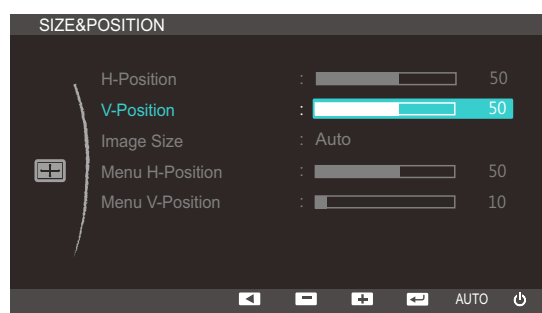 SIZE&POSITION
H-Position : 50
V-Position : 50
Image Size : Auto
Menu H-Position : 50
Menu V-Position : 10
AUTO